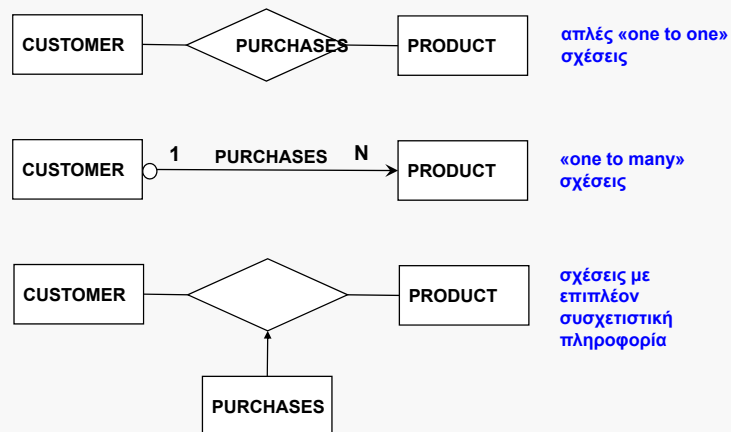 CUSTOMER PURCHASES PRODUCT
απλές «one to one»
σχέσεις
CUSTOMER 1 PURCHASES N PRODUCT
«one to many»
σχέσεις
CUSTOMER PRODUCT
σχέσεις με
επιπλέον
συσχετιστική
πληροφορία
PURCHASES